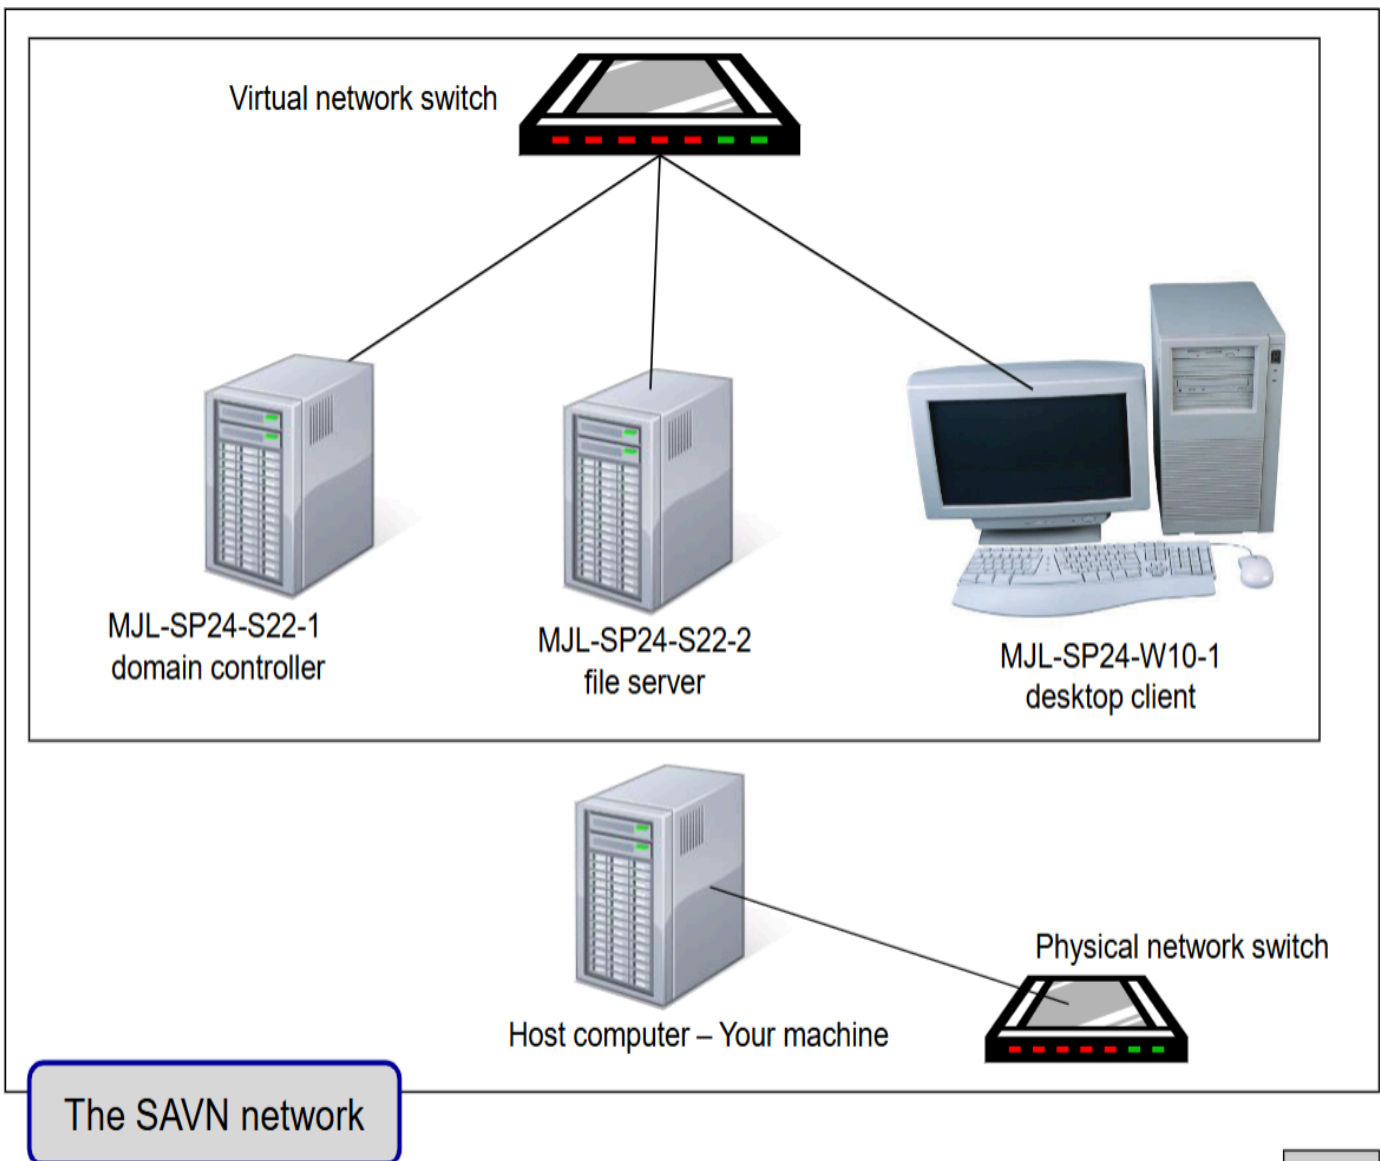 Virtual network switch
MJL-SP24-S22-1
domain controller
MJL-SP24-S22-2
file server
MJL-SP24-W10-1
desktop client
Physical network switch
Host computer – Your machine
The SAVN network